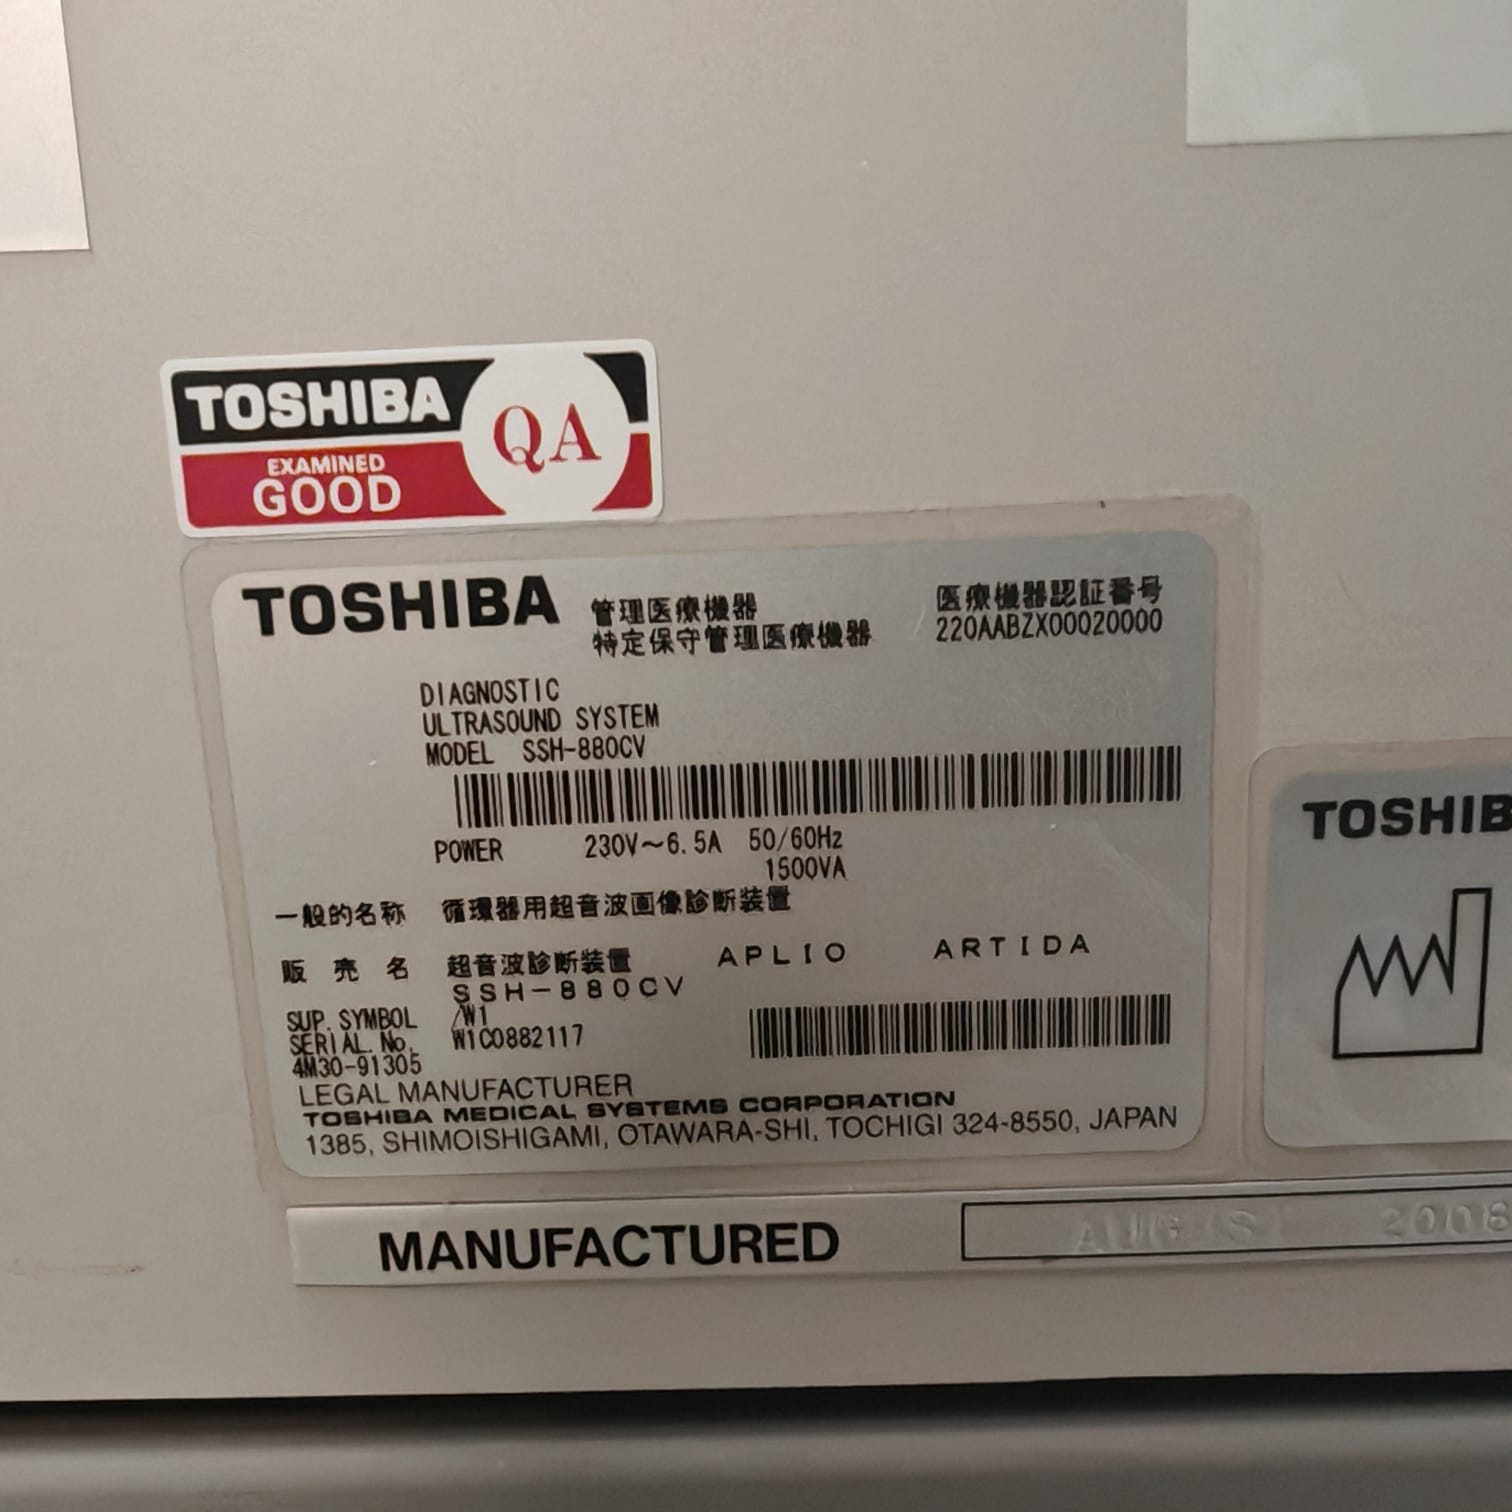 TOSHIBA
EXAMINED
GOOD
QA
TOSHIBA
管理医療機器
特定保守管理医療機器
医療機器認証番号
220AABZX00020000
DIAGNOSTIC
ULTRASOUND SYSTEM
MODEL SSH-880CV
POWER 230V~6.5A 50/60Hz
1500VA
一般的名称 循環器用超音波画像診断装置
販売名 超音波診断装置 APLIO ARTIDA
SSH-880CV
SUP. SYMBOL /W1
SERIAL. No. W1C0882117
4M30-91305
LEGAL MANUFACTURER
TOSHIBA MEDICAL SYSTEMS CORPORATION
1385, SHIMOISHIGAMI, OTAWARA-SHI, TOCHIGI 324-8550, JAPAN
MANUFACTURED AUGUST 2008
TOSHIB